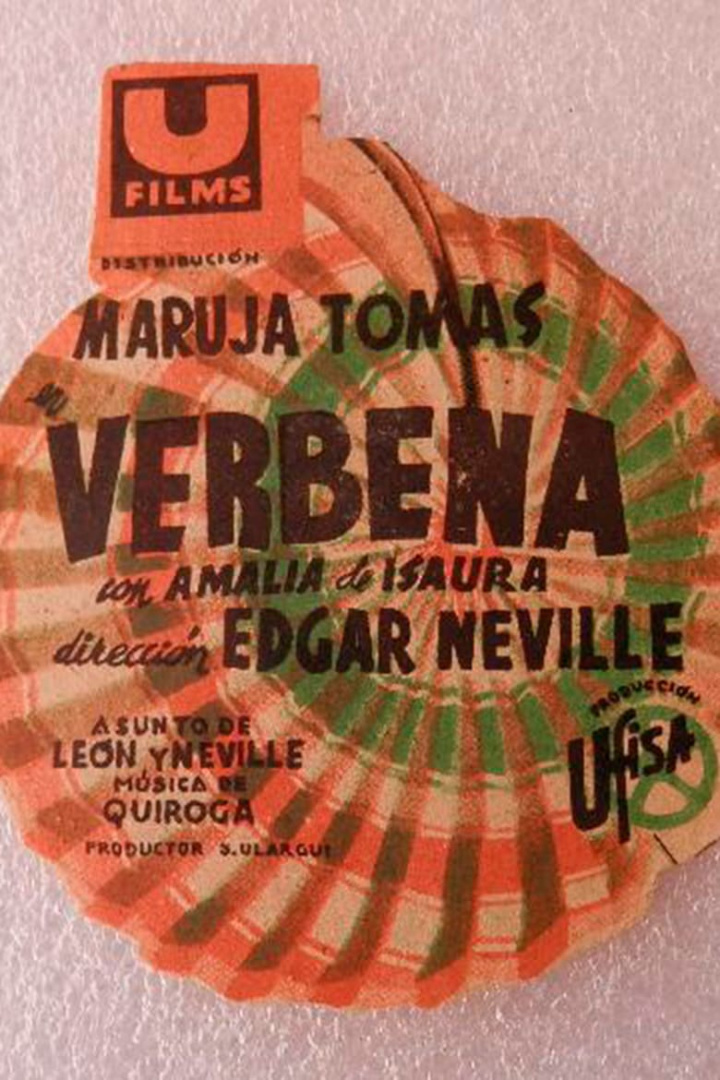 U
FILMS
DISTRIBUCIÓN
MARUJA TOMAS
en
VERBENA
con AMALIA de ISAURA
dirección EDGAR NEVILLE
ASUNTO DE
LEÓN Y NEVILLE
MÚSICA DE
QUIROGA
PRODUCTOR S. ULARGUI
PRODUCCIÓN
Ufisa